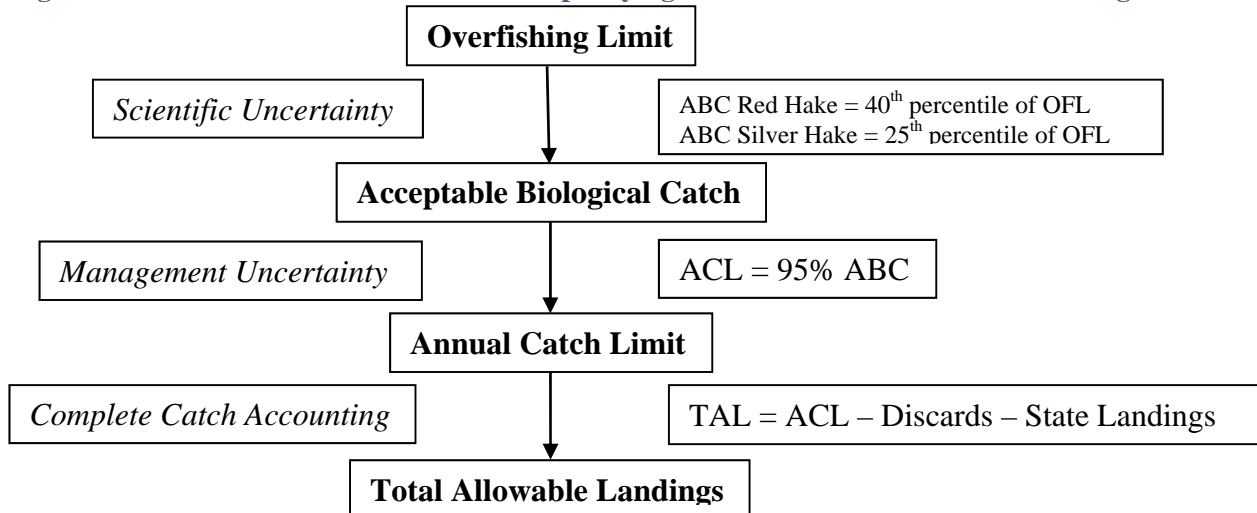 Overfishing Limit
Scientific Uncertainty
ABC Red Hake = 40th percentile of OFL
ABC Silver Hake = 25th percentile of OFL
Acceptable Biological Catch
Management Uncertainty
ACL = 95% ABC
Annual Catch Limit
Complete Catch Accounting
TAL = ACL – Discards – State Landings
Total Allowable Landings